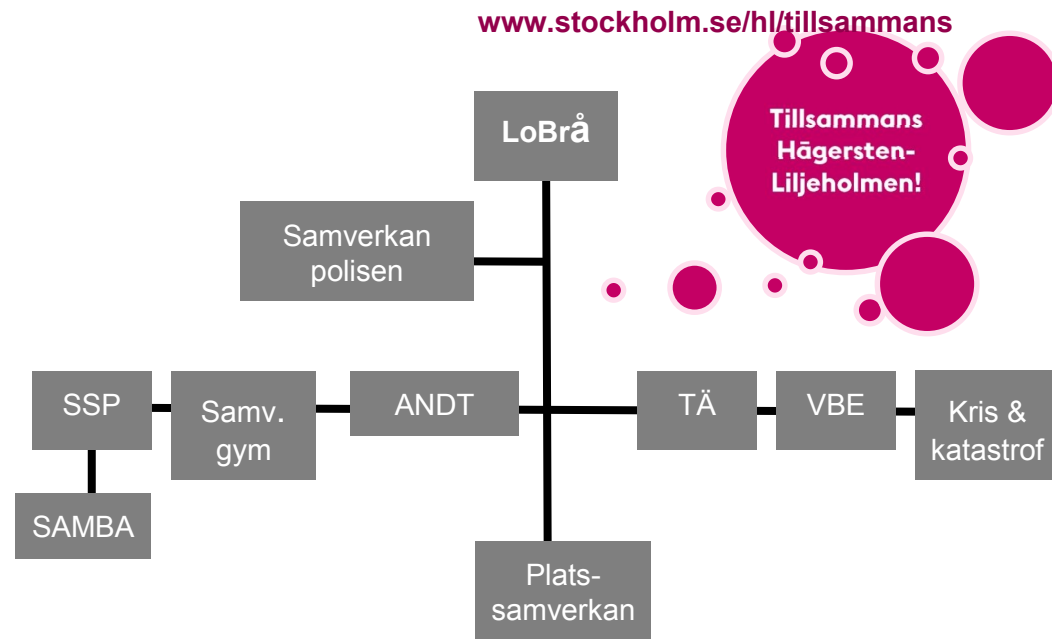 www.stockholm.se/hl/tillsammans
Tillsammans
Hägersten-
Liljeholmen!
LoBrå
Samverkan
polisen
SSP
Samv.
gym
ANDT
TÄ
VBE
Kris &
katastrof
SAMBA
Plats-
samverkan